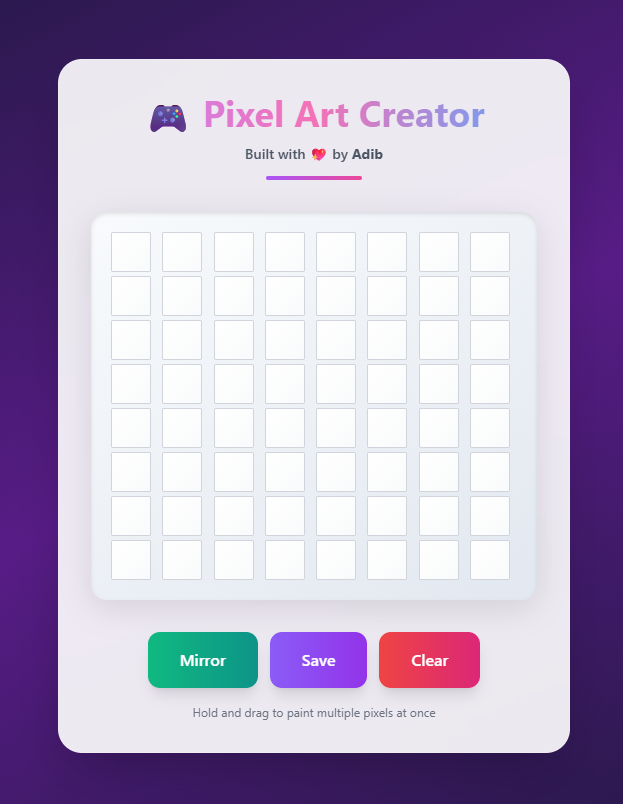 🎮 Pixel Art Creator
Built with 💖 by Adib
Mirror Save Clear
Hold and drag to paint multiple pixels at once